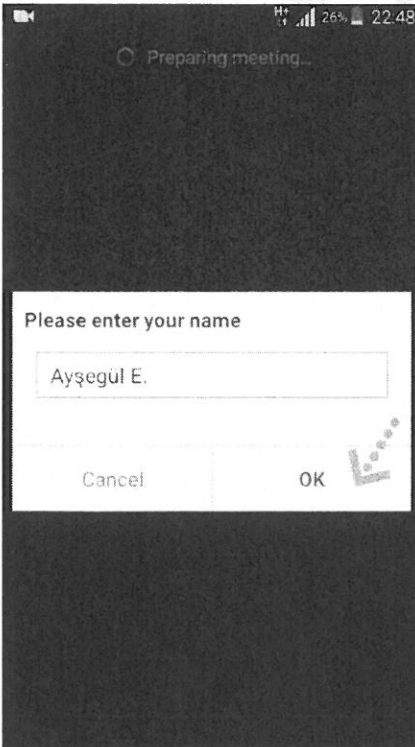 H+ 26% 22:48
Preparing meeting...
Please enter your name
Ayşegül E.
Cancel OK